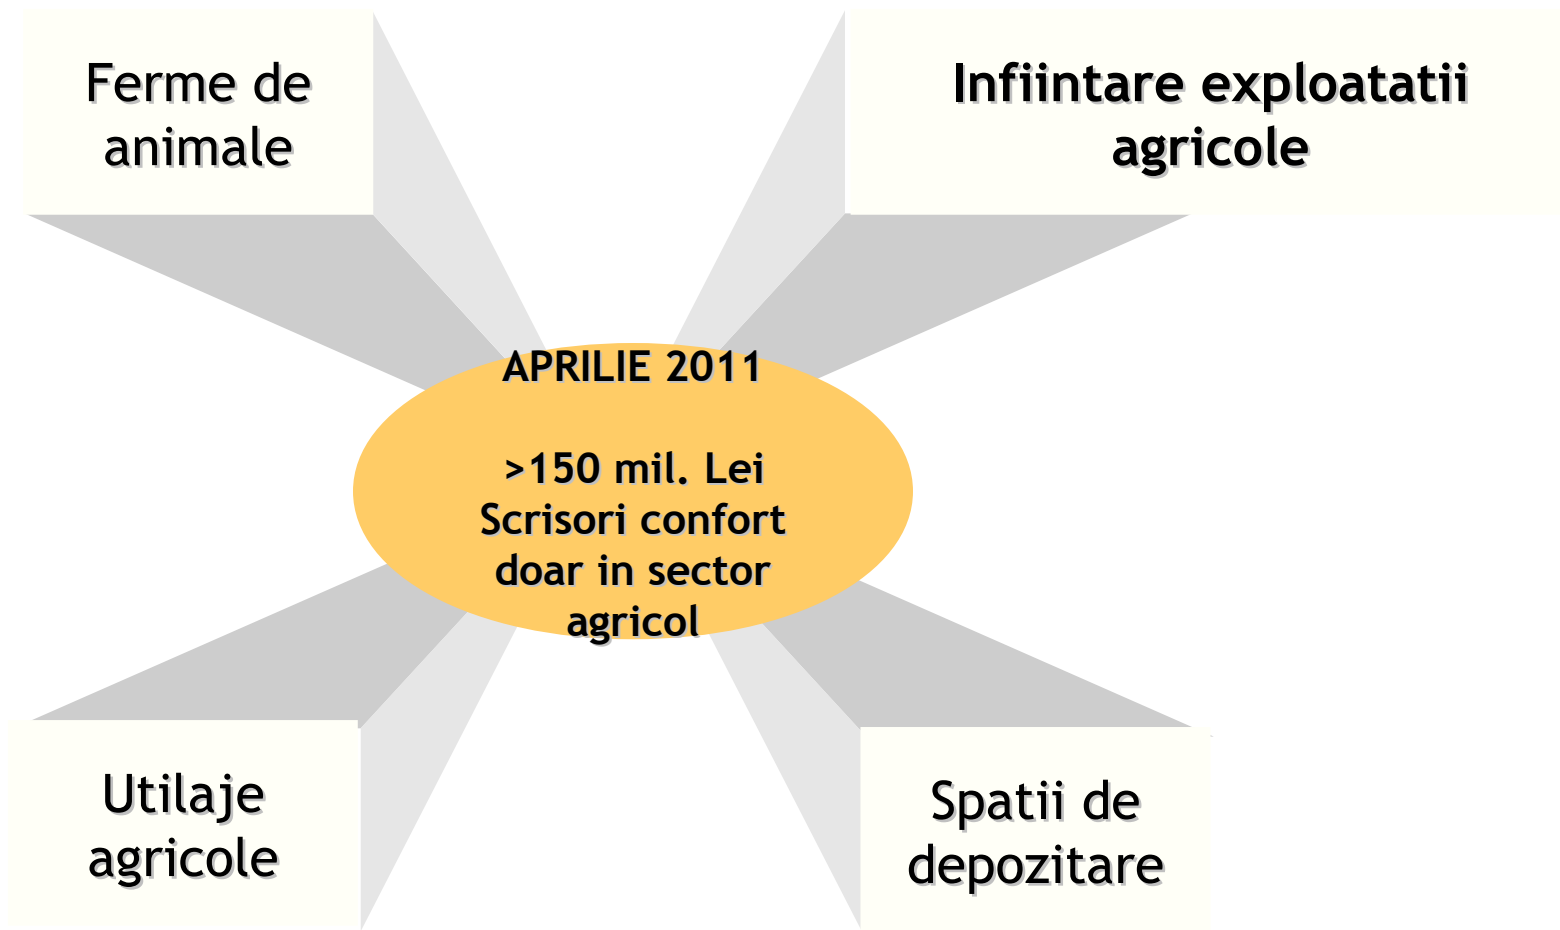 Ferme de
animale
Infiintare exploatatii
agricole
APRILIE 2011
>150 mil. Lei
Scrisori confort
doar in sector
agricol
Utilaje
agricole
Spatii de
depozitare